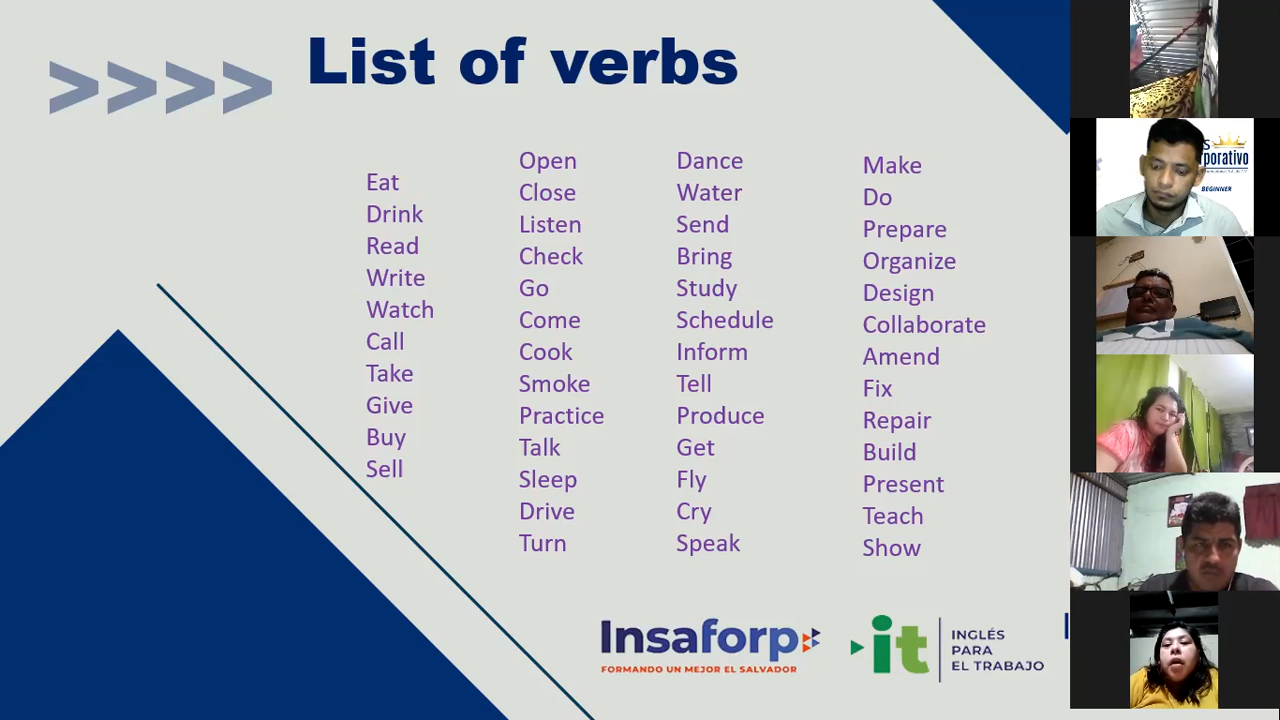 >>>> List of verbs
Eat
Drink
Read
Write
Watch
Call
Take
Give
Buy
Sell
Open
Close
Listen
Check
Go
Come
Cook
Smoke
Practice
Talk
Sleep
Drive
Turn
Dance
Water
Send
Bring
Study
Schedule
Inform
Tell
Produce
Get
Fly
Cry
Speak
Make
Do
Prepare
Organize
Design
Collaborate
Amend
Fix
Repair
Build
Present
Teach
Show
Insaforp
FORMANDO UN MEJOR EL SALVADOR
it
INGLÉS
PARA
EL TRABAJO
porativo
BEGINNER